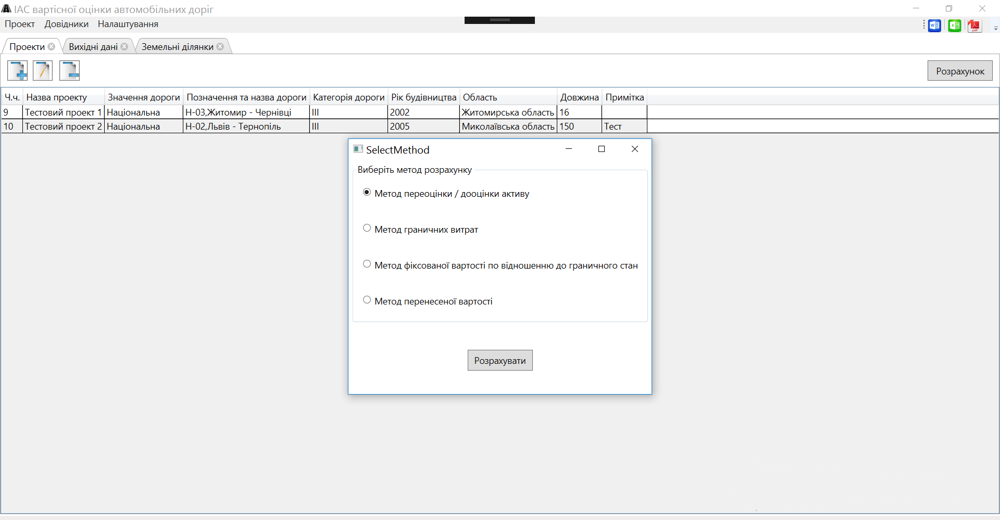 ІАС вартісної оцінки автомобільних доріг
Проект Довідники Налаштування
Проекти Вихідні дані Земельні ділянки
Розрахунок
Ч.ч. Назва проекту Значення дороги Позначення та назва дороги Категорія дороги Рік будівництва Область Довжина Примітка
9 Тестовий проект 1 Національна Н-03,Житомир - Чернівці III 2002 Житомирська область 16
10 Тестовий проект 2 Національна Н-02,Львів - Тернопіль III 2005 Миколаївська область 150 Тест
SelectMethod
Виберіть метод розрахунку
Метод переоцінки / дооцінки активу
Метод граничних витрат
Метод фіксованої вартості по відношенню до граничного стан
Метод перенесеної вартості
Розрахувати